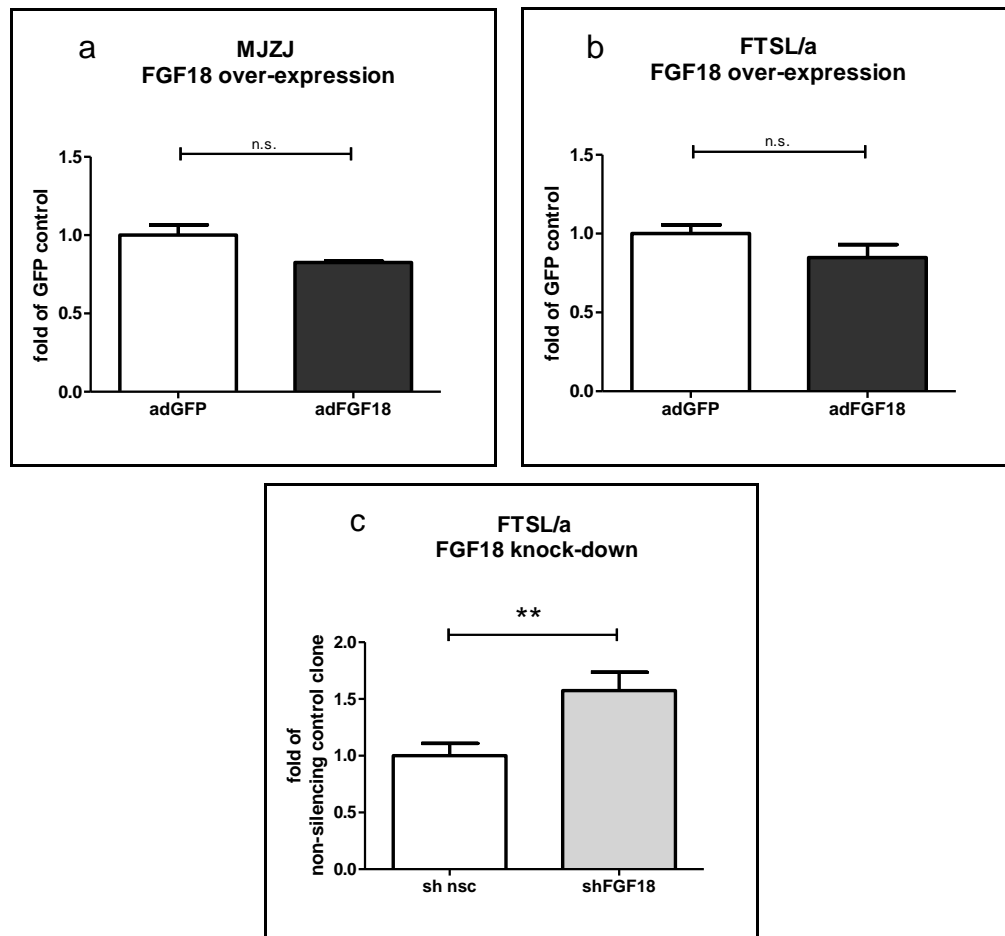 a
MJZJ
FGF18 over-expression
n.s.
1.5
1.0
0.5
0.0
fold of GFP control
adGFP
adFGF18
b
FTSL/a
FGF18 over-expression
n.s.
1.5
1.0
0.5
0.0
fold of GFP control
adGFP
adFGF18
c
FTSL/a
FGF18 knock-down
**
2.0
1.5
1.0
0.5
0.0
fold of
non-silencing control clone
sh nsc
shFGF18